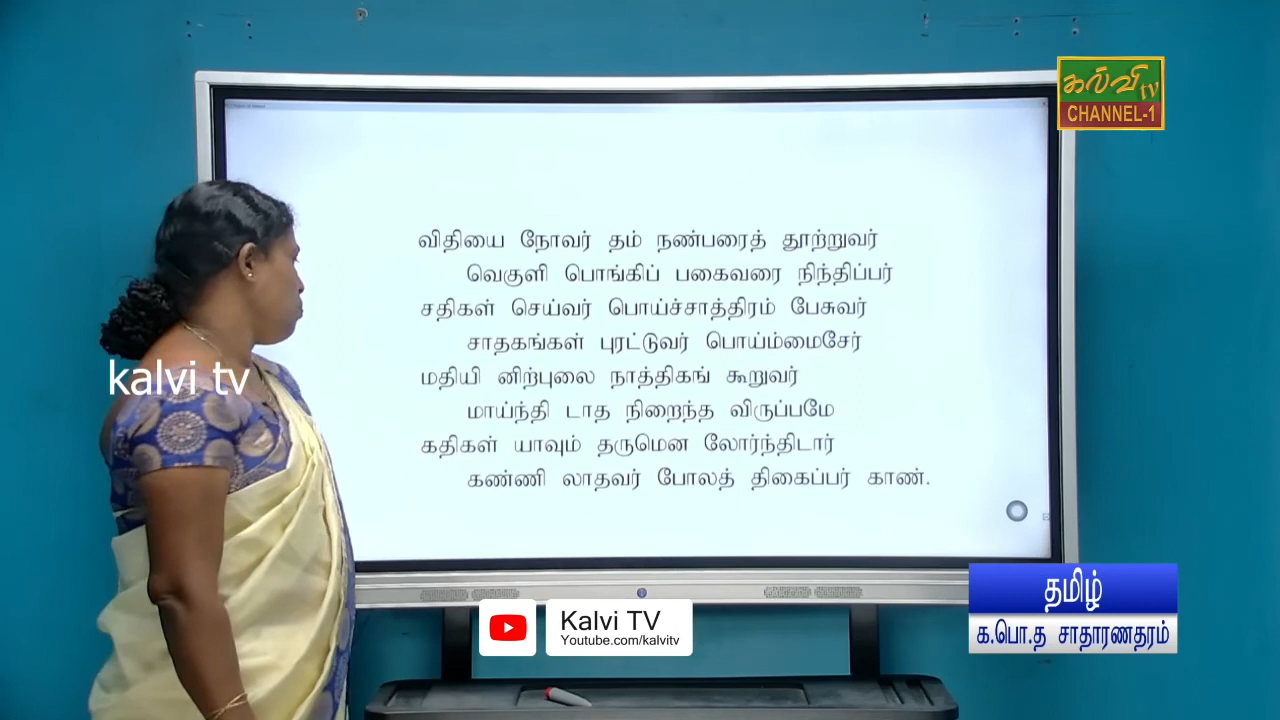 கல்வி TV
CHANNEL-1
விதியை நோவர் தம் நண்பரைத் தூற்றுவர்
வெகுளி பொங்கிப் பகைவரை நிந்திப்பர்
சதிகள் செய்வர் பொய்ச்சாத்திரம் பேசுவர்
சாதகங்கள் புரட்டுவர் பொய்ம்மைசேர்
மதியி னிற்புலை நாத்திகங் கூறுவர்
மாய்ந்தி டாத நிறைந்த விருப்பமே
கதிகள் யாவும் தருமென லோர்ந்திடார்
கண்ணி லாதவர் போலத் திகைப்பர் காண்.
kalvi tv
Kalvi TV
Youtube.com/kalvitv
தமிழ்
க.பொ.த சாதாரணதரம்